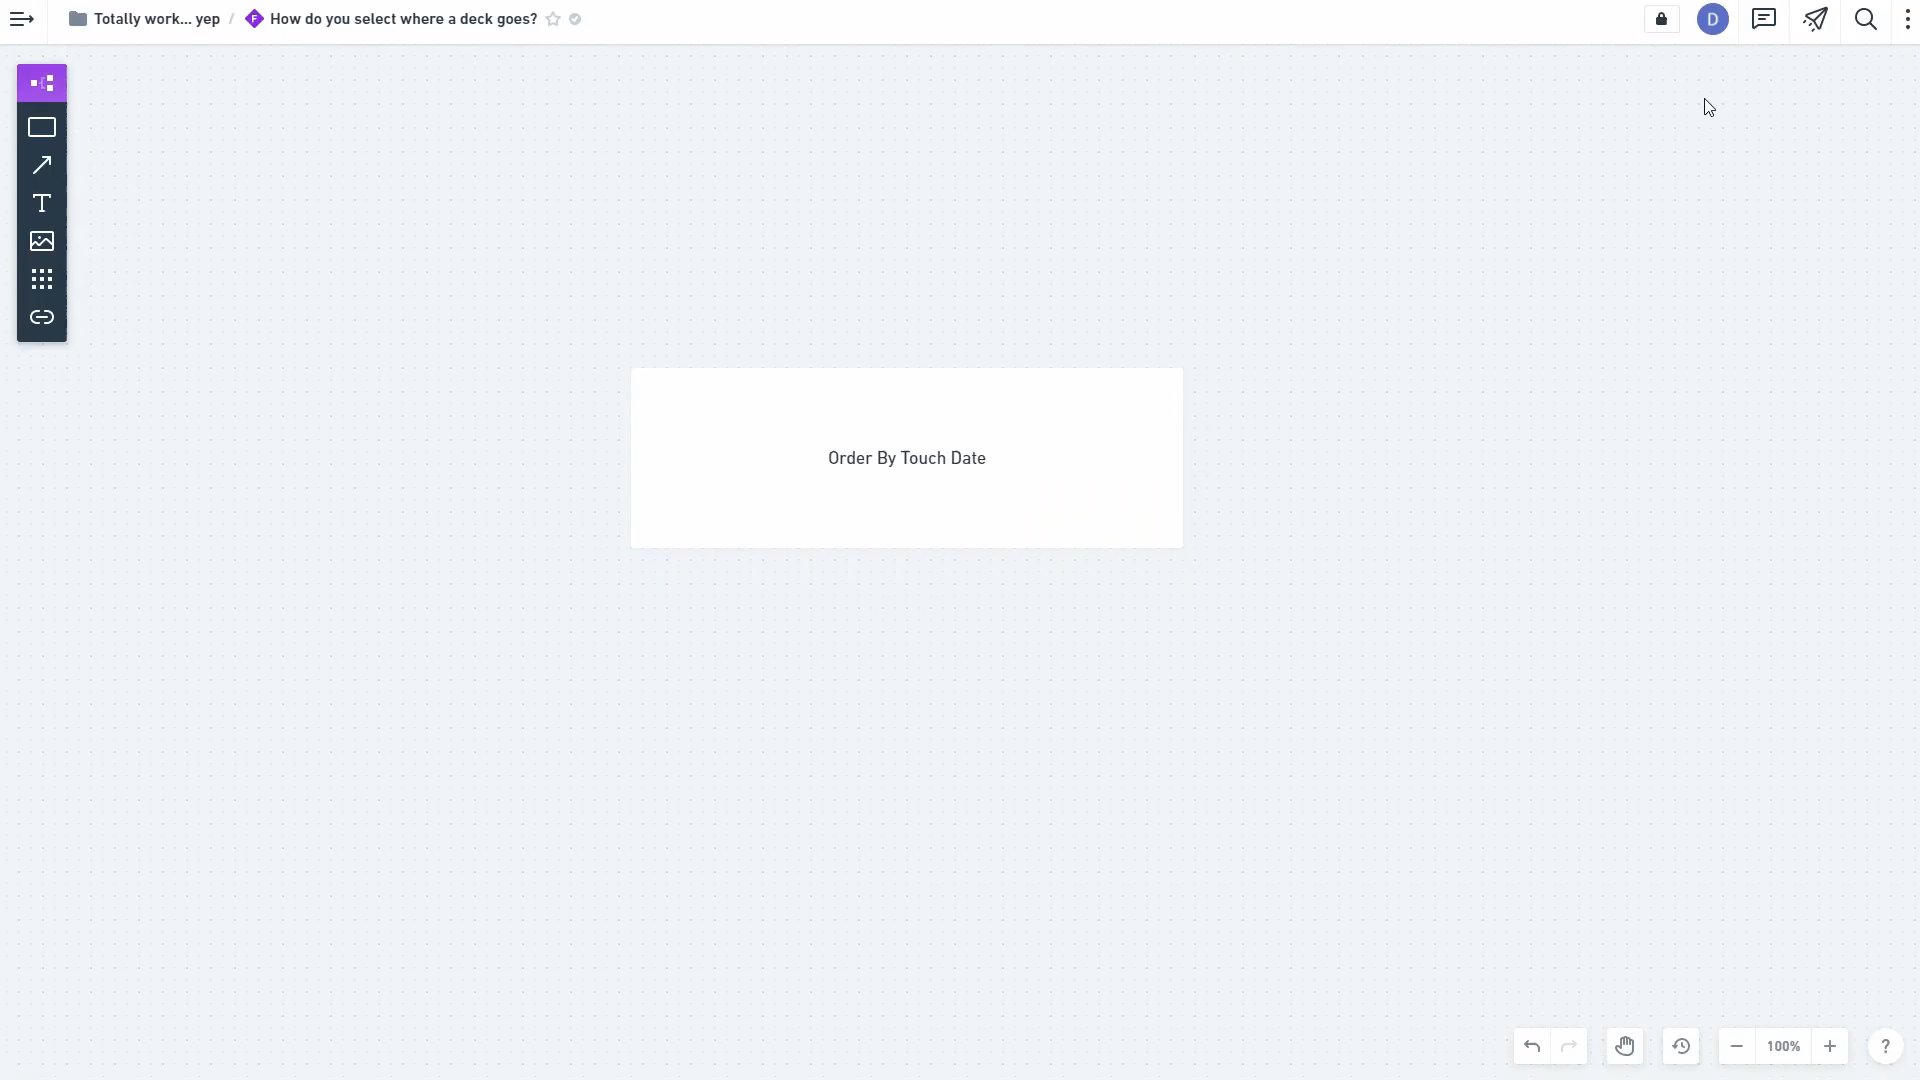 Totally work... yep / F How do you select where a deck goes?
D
T
Order By Touch Date
100%
?